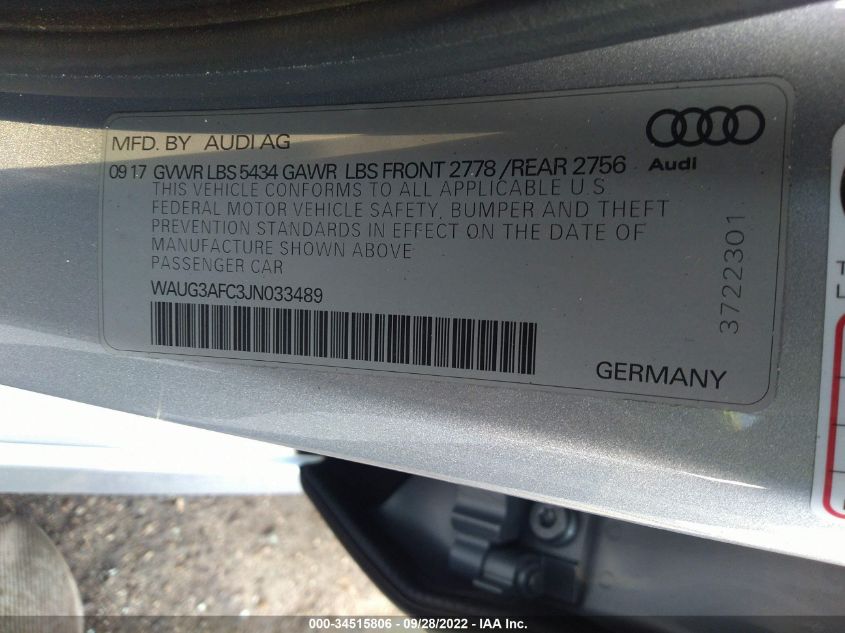 MFD. BY AUDI AG
Audi
09 17 GVWR LBS 5434 GAWR LBS FRONT 2778 / REAR 2756
THIS VEHICLE CONFORMS TO ALL APPLICABLE U.S
FEDERAL MOTOR VEHICLE SAFETY, BUMPER AND THEFT
PREVENTION STANDARDS IN EFFECT ON THE DATE OF
MANUFACTURE SHOWN ABOVE
PASSENGER CAR
WAUG3AFC3JN033489
GERMANY
3722301
000-34515806 - 09/28/2022 - IAA Inc.